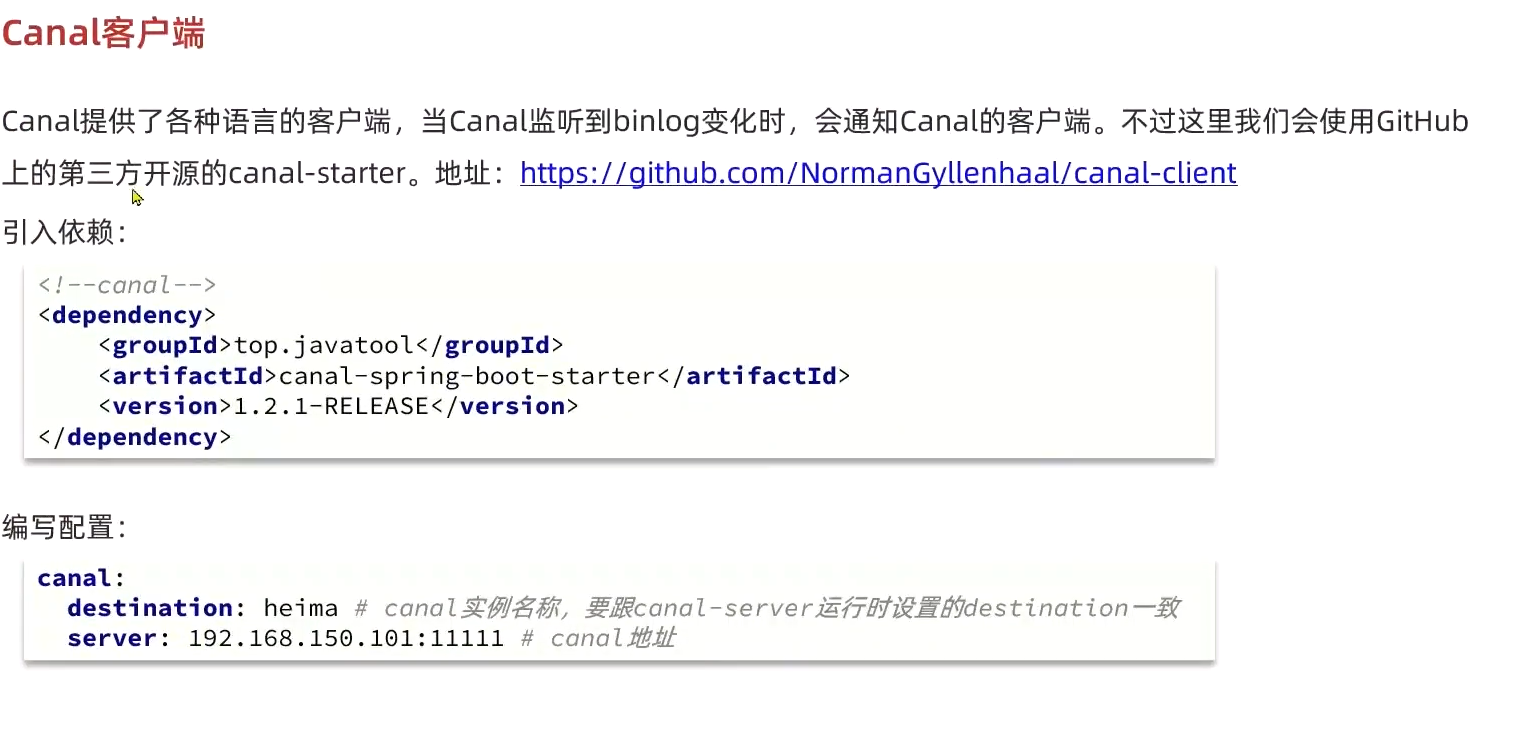 Canal客户端
Canal提供了各种语言的客户端，当Canal监听到binlog变化时，会通知Canal的客户端。不过这里我们会使用GitHub
上的第三方开源的canal-starter。地址：https://github.com/NormanGyllenhaal/canal-client
引入依赖：
<!--canal-->
<dependency>
    <groupId>top.javatool</groupId>
    <artifactId>canal-spring-boot-starter</artifactId>
    <version>1.2.1-RELEASE</version>
</dependency>
编写配置：
canal:
  destination: heima # canal实例名称，要跟canal-server运行时设置的destination一致
  server: 192.168.150.101:11111 # canal地址